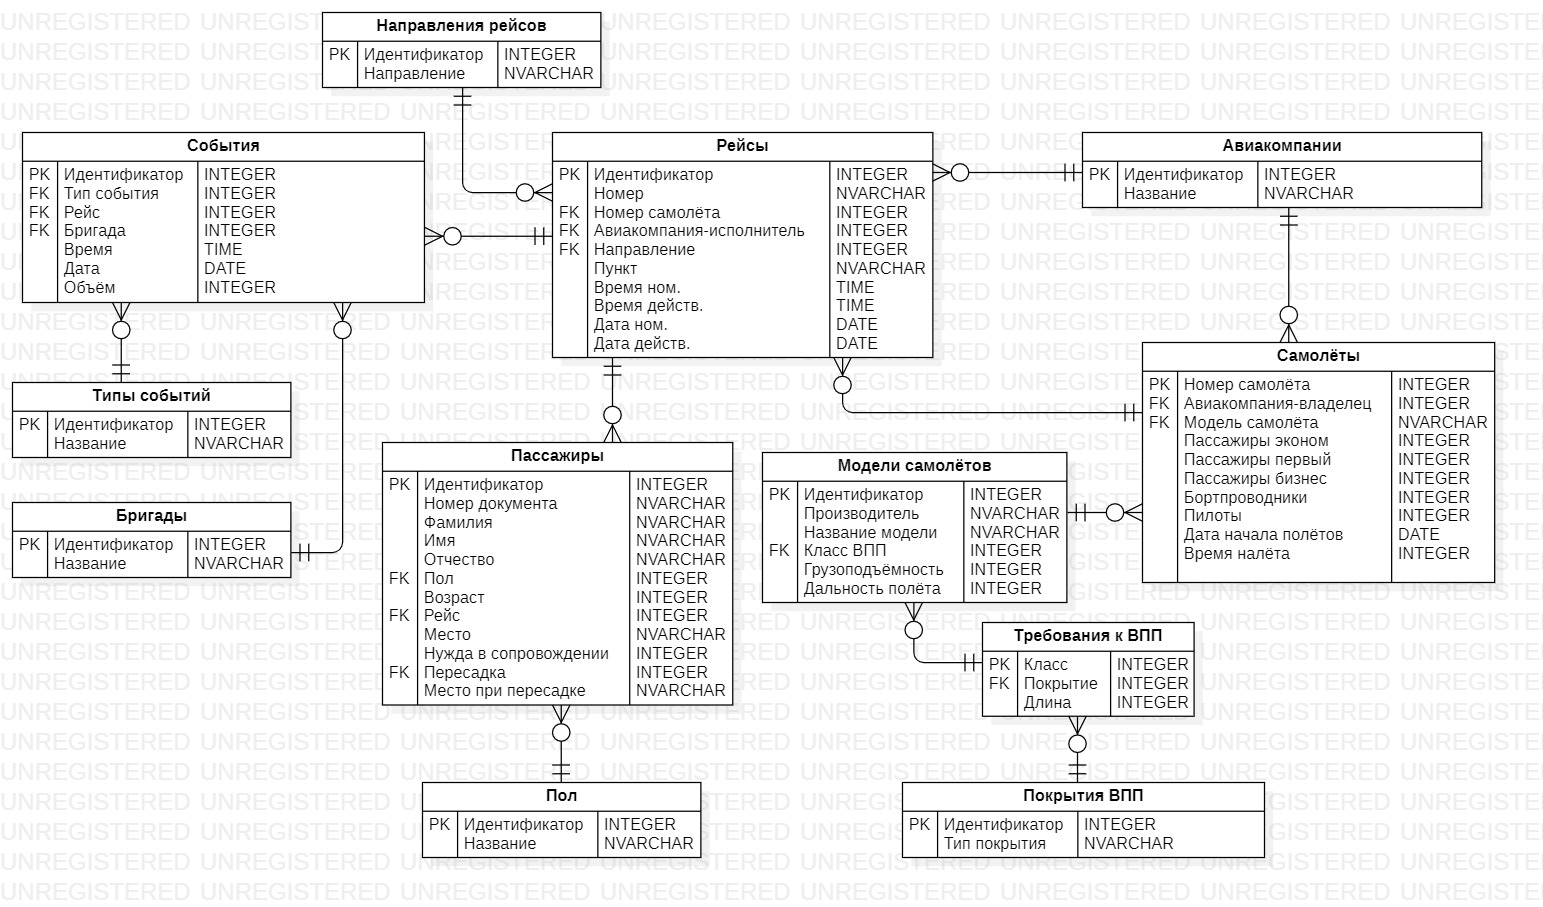 Направления рейсов
PK Идентификатор INTEGER
Направление NVARCHAR
События
PK Идентификатор INTEGER
FK Тип события INTEGER
FK Рейс INTEGER
FK Бригада INTEGER
Время TIME
Дата DATE
Объём INTEGER
Рейсы
PK Идентификатор INTEGER
Номер NVARCHAR
FK Номер самолёта INTEGER
FK Авиакомпания-исполнитель INTEGER
FK Направление INTEGER
Пункт NVARCHAR
Время ном. TIME
Время действ. TIME
Дата ном. DATE
Дата действ. DATE
Авиакомпании
PK Идентификатор INTEGER
Название NVARCHAR
Самолёты
PK Номер самолёта INTEGER
FK Авиакомпания-владелец INTEGER
FK Модель самолёта NVARCHAR
Пассажиры эконом INTEGER
Пассажиры первый INTEGER
Пассажиры бизнес INTEGER
Бортпроводники INTEGER
Пилоты INTEGER
Дата начала полётов DATE
Время налёта INTEGER
Типы событий
PK Идентификатор INTEGER
Название NVARCHAR
Бригады
PK Идентификатор INTEGER
Название NVARCHAR
Пассажиры
PK Идентификатор INTEGER
Номер документа NVARCHAR
Фамилия NVARCHAR
Имя NVARCHAR
Отчество NVARCHAR
FK Пол INTEGER
Возраст INTEGER
FK Рейс INTEGER
Место NVARCHAR
Нужда в сопровождении INTEGER
FK Пересадка INTEGER
Место при пересадке NVARCHAR
Модели самолётов
PK Идентификатор INTEGER
Производитель NVARCHAR
Название модели NVARCHAR
FK Класс ВПП INTEGER
Грузоподъёмность INTEGER
Дальность полёта INTEGER
Требования к ВПП
PK Класс INTEGER
FK Покрытие INTEGER
Длина INTEGER
Пол
PK Идентификатор INTEGER
Название NVARCHAR
Покрытия ВПП
PK Идентификатор INTEGER
Тип покрытия NVARCHAR